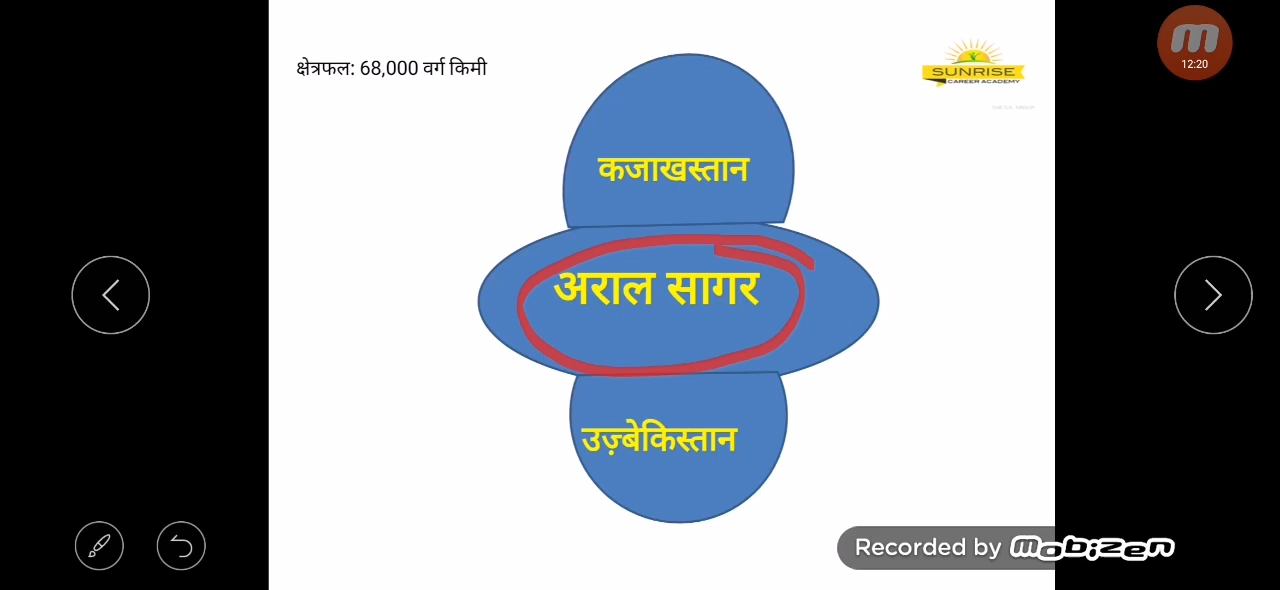 क्षेत्रफल: 68,000 वर्ग किमी
SUNRISE
CAREER ACADEMY
12:20
कजाखस्तान
अराल सागर
उज़्बेकिस्तान
Recorded by mobizen